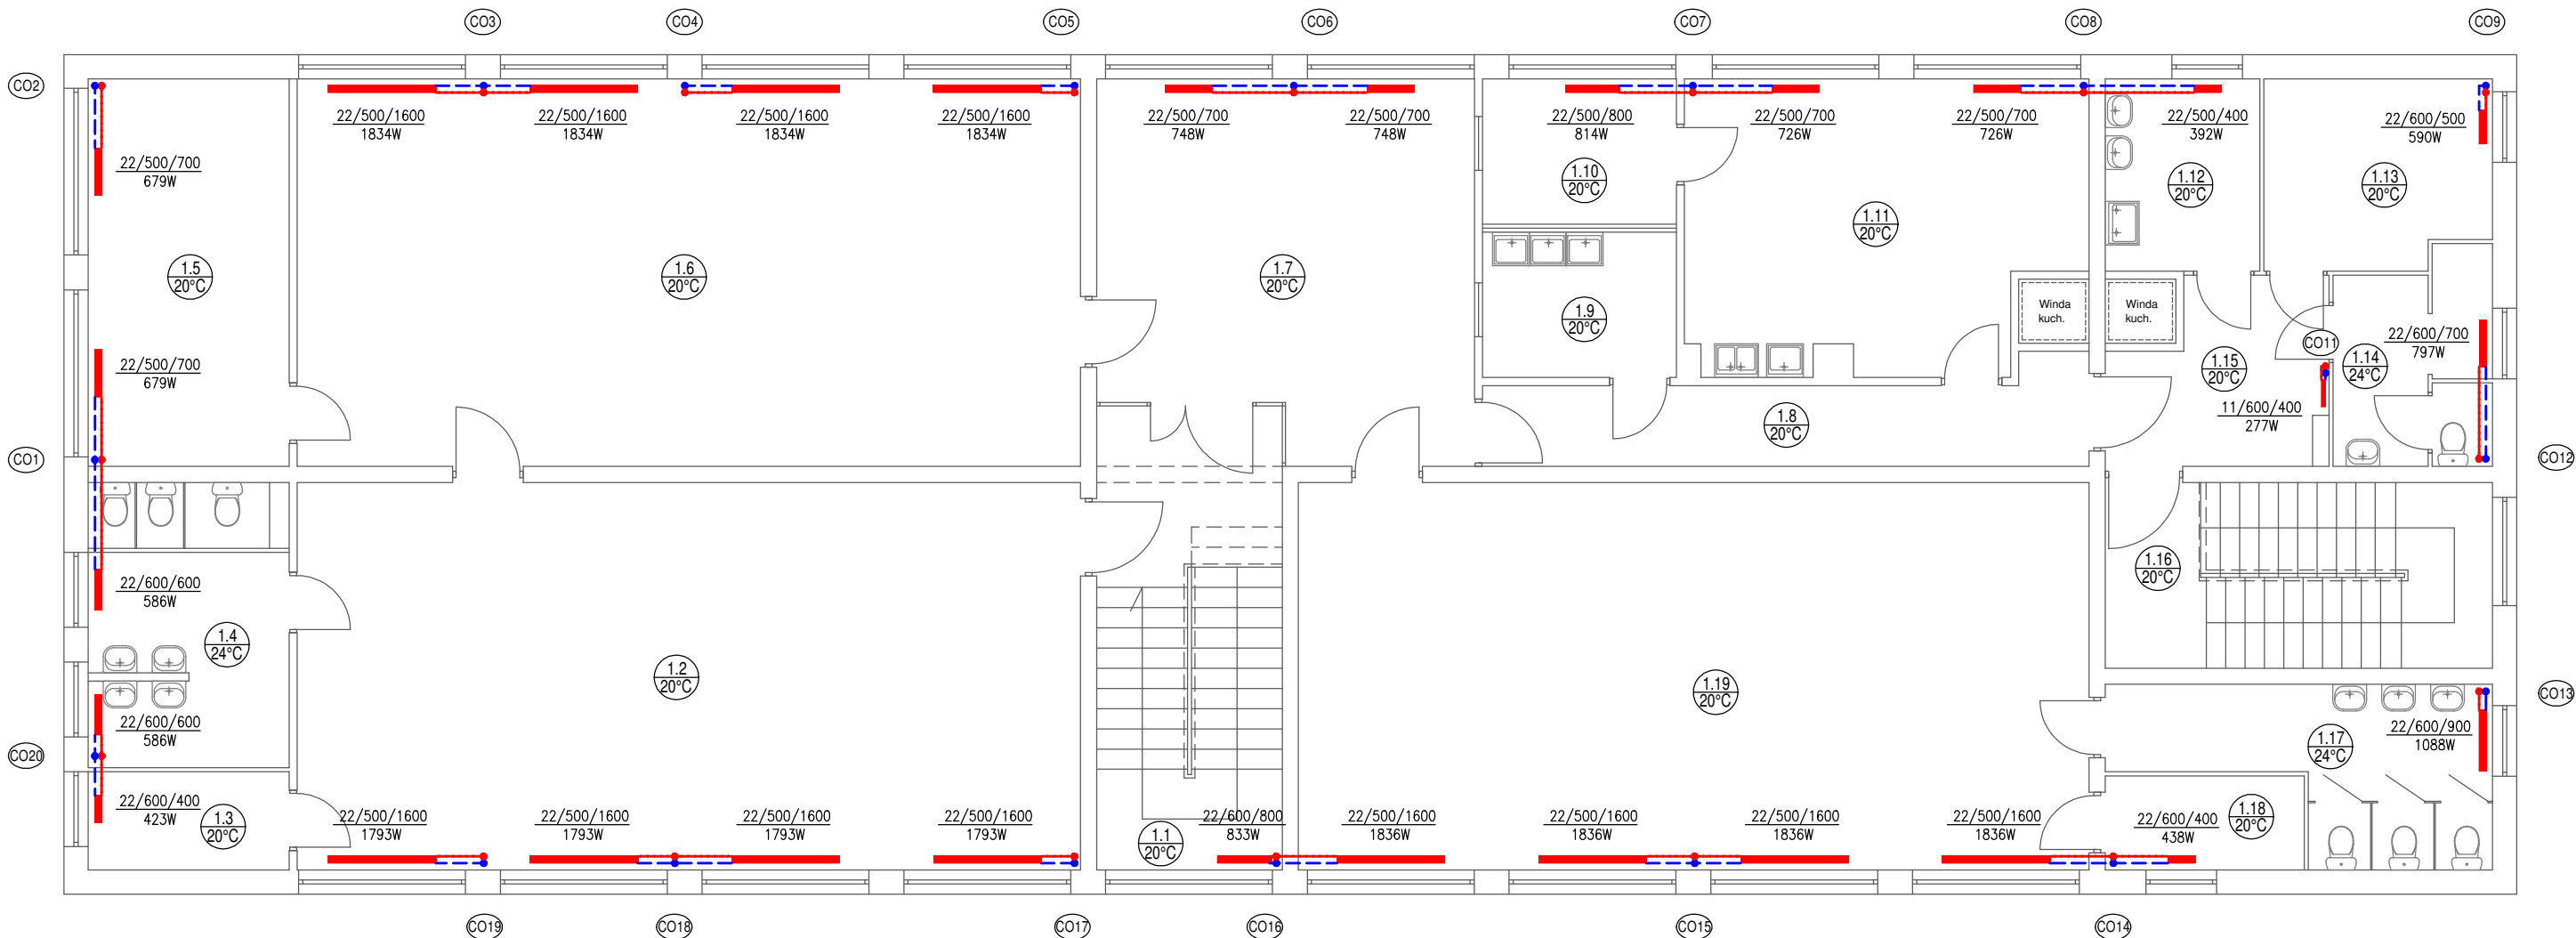 CO3
CO4
CO5
CO6
CO7
CO8
CO9
CO2
22/500/1600
1834W
22/500/1600
1834W
22/500/1600
1834W
22/500/1600
1834W
22/500/700
748W
22/500/700
748W
22/500/800
814W
22/500/700
726W
22/500/700
726W
22/500/400
392W
22/600/500
590W
22/500/700
679W
1.10
20°C
1.12
20°C
1.13
20°C
1.11
20°C
1.5
20°C
1.6
20°C
1.7
20°C
1.9
20°C
Winda
kuch.
Winda
kuch.
22/500/700
679W
CO11
22/600/700
797W
1.15
20°C
1.14
24°C
11/600/400
277W
1.8
20°C
CO1
CO12
22/600/600
586W
1.16
20°C
1.4
24°C
1.2
20°C
1.19
20°C
CO13
22/600/600
586W
22/600/900
1088W
1.17
24°C
CO20
22/600/400
423W
1.3
20°C
22/500/1600
1793W
22/500/1600
1793W
22/500/1600
1793W
22/500/1600
1793W
1.1
20°C
22/600/800
833W
22/500/1600
1836W
22/500/1600
1836W
22/500/1600
1836W
22/500/1600
1836W
22/600/400
438W
1.18
20°C
CO19
CO18
CO17
CO16
CO15
CO14